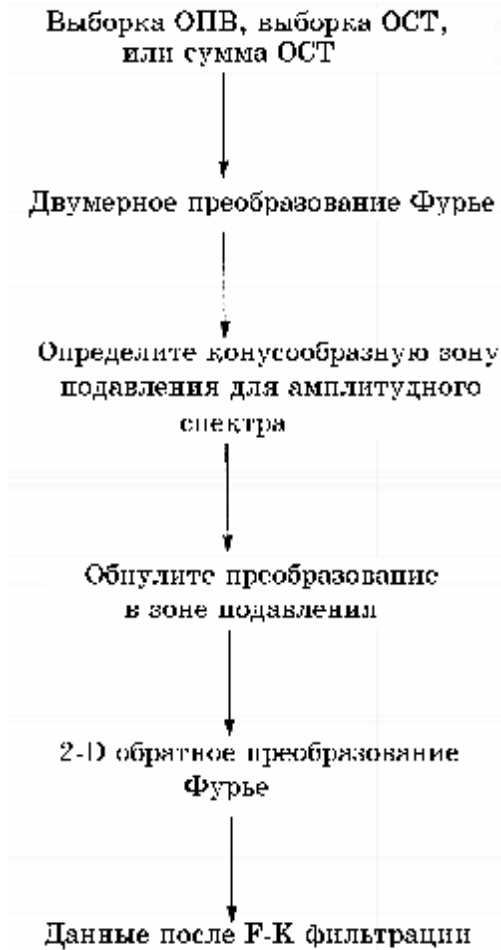 Выборка ОПВ, выборка ОСТ,
или сумма ОСТ
Двумерное преобразование Фурье
Определите конусообразную зону
подавления для амплитудного
спектра
Обнулите преобразование
в зоне подавления
2-D обратное преобразование
Фурье
Данные после F-K фильтрации